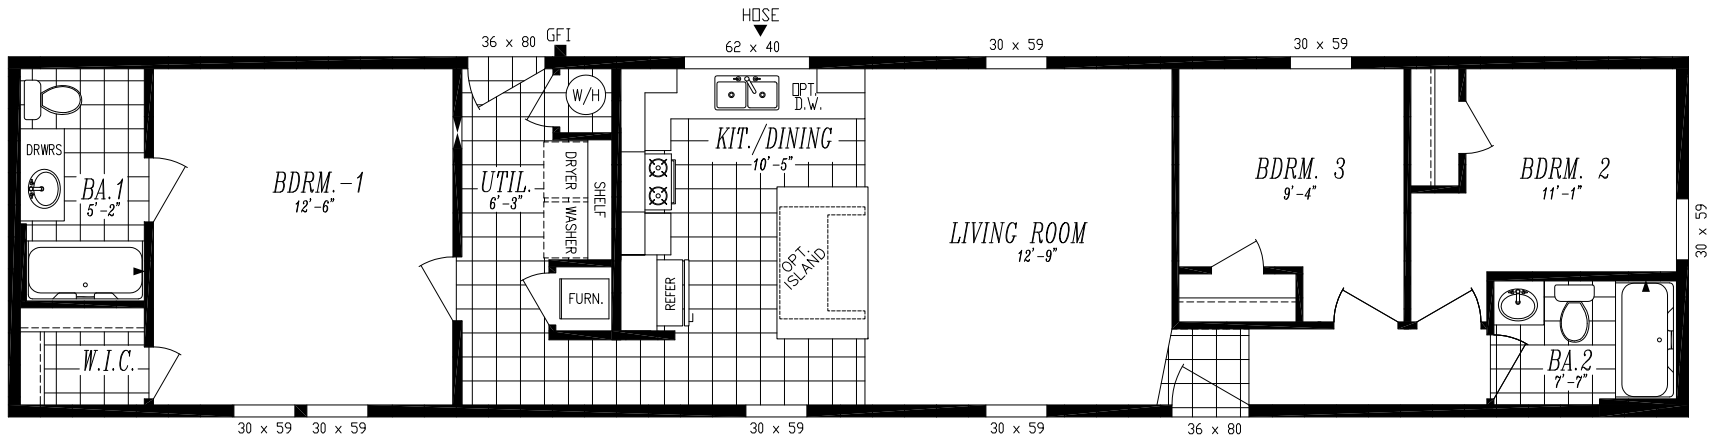 HOSE
GFI
36 x 80
62 x 40
30 x 59
30 x 59
W/H
OPT.
D.W.
DRWRS
BA.1
5'-2"
BDRM.-1
12'-6"
UTIL.
6'-3"
DRYER
WASHER
SHELF
KIT./DINING
10'-5"
BDRM. 3
9'-4"
BDRM. 2
11'-1"
30 x 59
LIVING ROOM
12'-9"
OPT.
ISLAND
FURN.
REFER
W.I.C.
BA.2
7'-7"
30 x 59
30 x 59
30 x 59
30 x 59
36 x 80